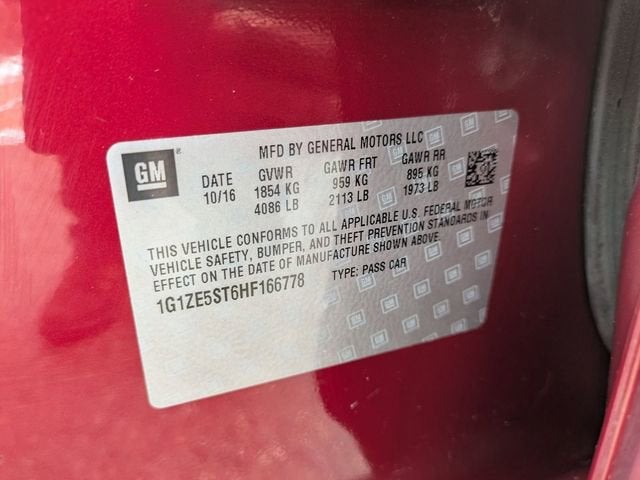 GM
MFD BY GENERAL MOTORS LLC
DATE GVWR GAWR FRT GAWR RR
10/16 1854 KG 959 KG 895 KG
4086 LB 2113 LB 1973 LB
THIS VEHICLE CONFORMS TO ALL APPLICABLE U.S. FEDERAL MOTOR
VEHICLE SAFETY, BUMPER, AND THEFT PREVENTION STANDARDS IN
EFFECT ON THE DATE OF MANUFACTURE SHOWN ABOVE.
1G1ZE5ST6HF166778 TYPE: PASS CAR